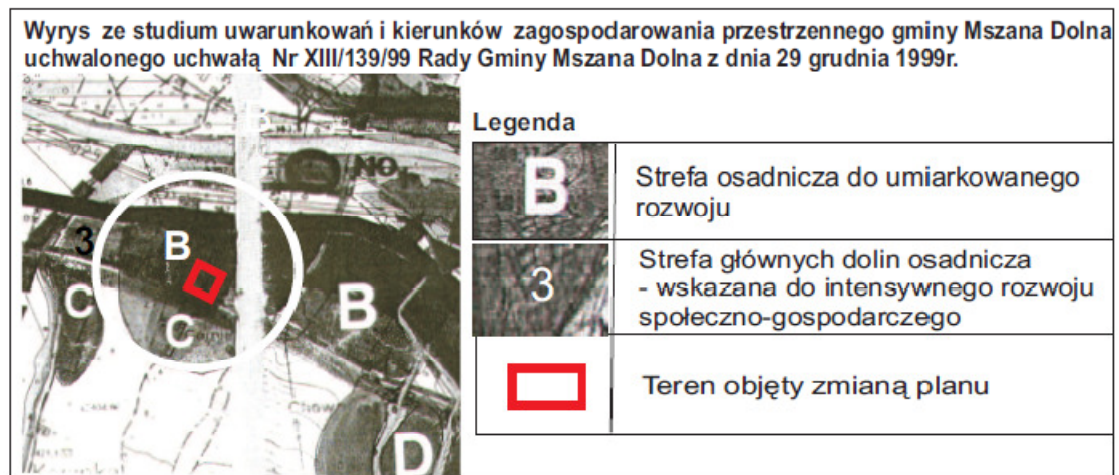 Wyrys ze studium uwarunkowań i kierunków zagospodarowania przestrzennego gminy Mszana Dolna
uchwalonego uchwałą Nr XIII/139/99 Rady Gminy Mszana Dolna z dnia 29 grudnia 1999r.
Legenda
B
Strefa osadnicza do umiarkowanego
rozwoju
3
Strefa głównych dolin osadnicza
- wskazana do intensywnego rozwoju
społeczno-gospodarczego
Teren objęty zmianą planu
NO
3
B
C
C
B
D